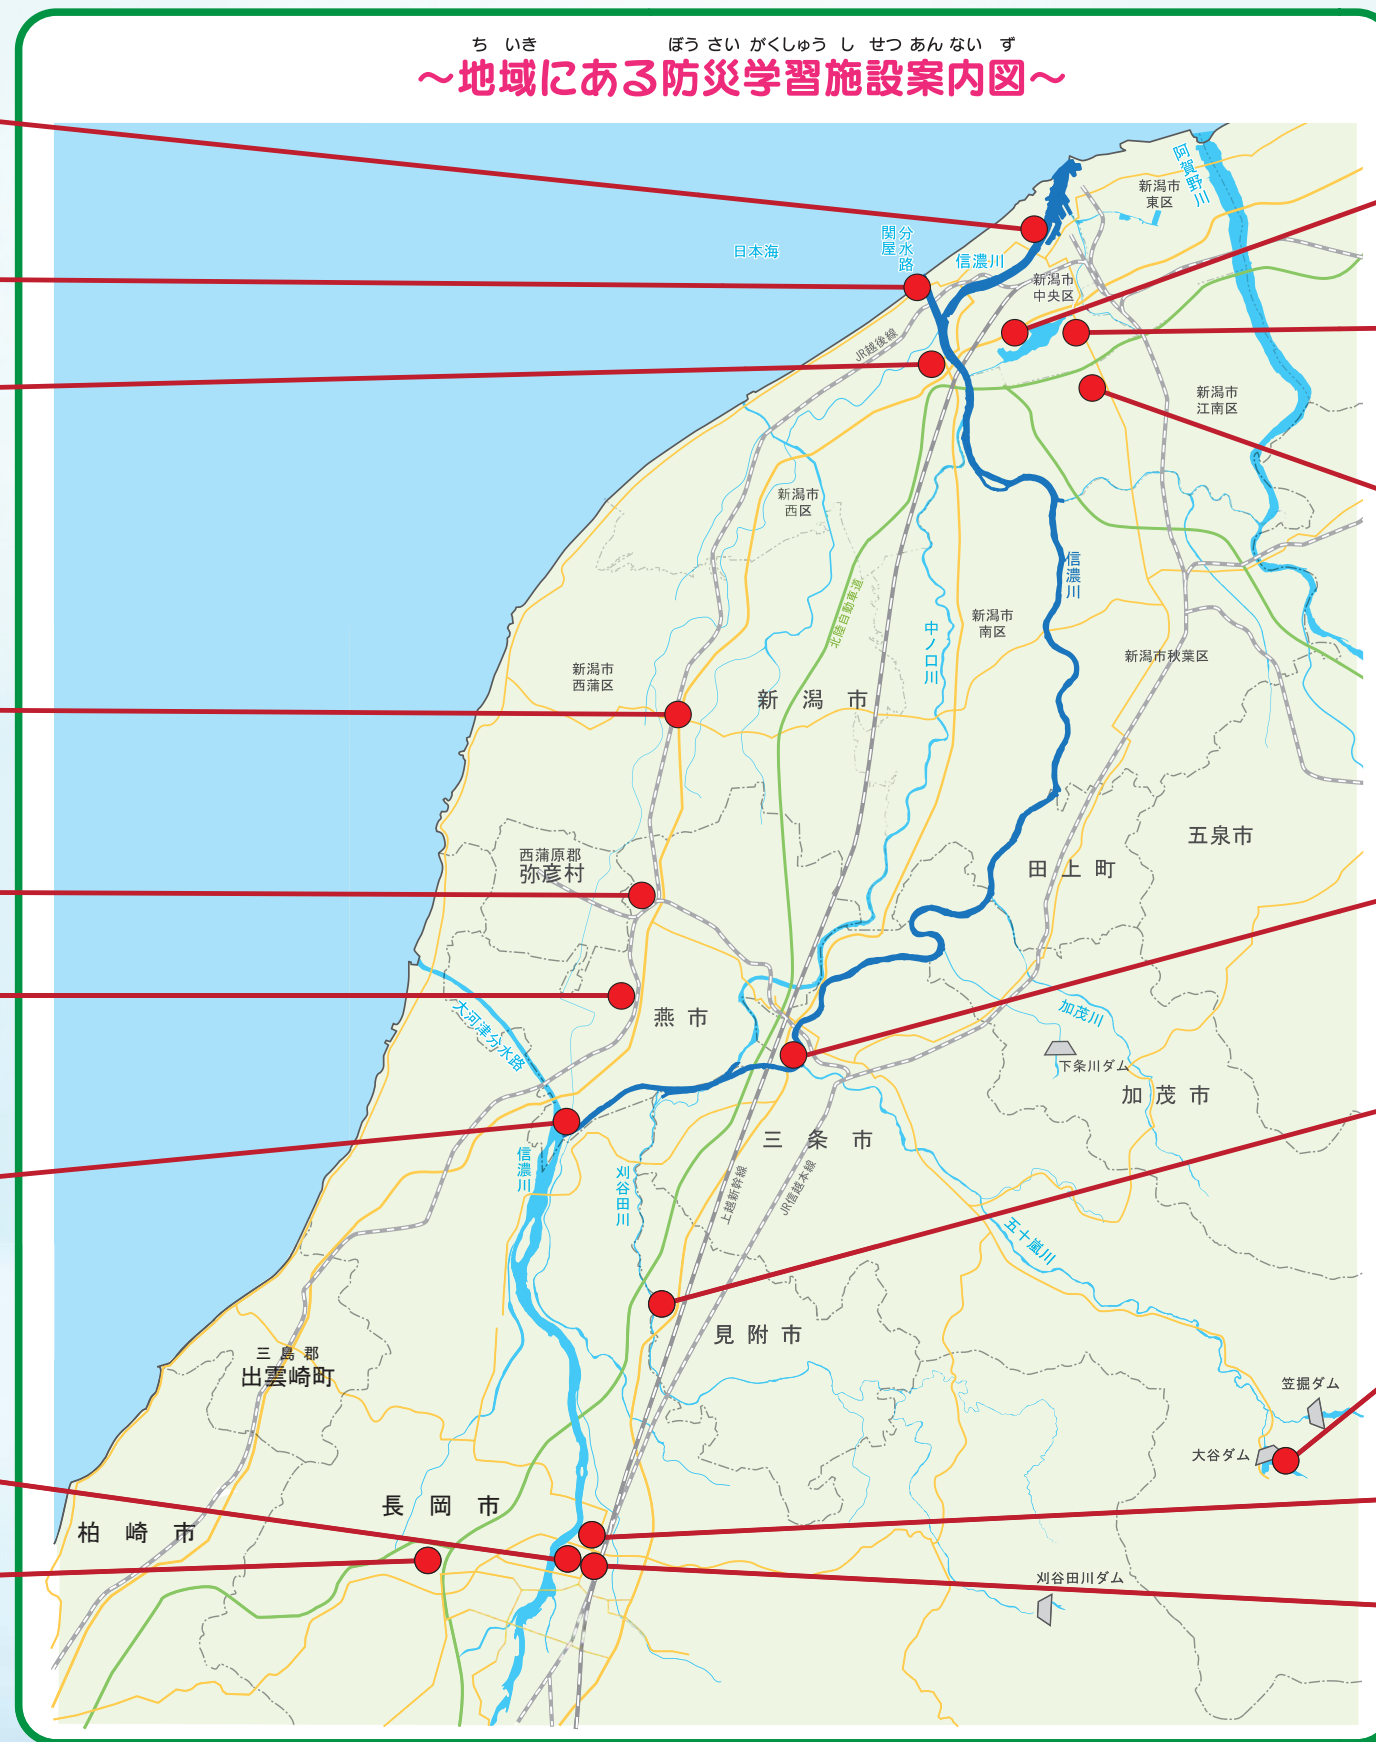 ち いき ぼう さい がくしゅう し せつ あん ない ず
～地域にある防災学習施設案内図～
阿賀野川
新潟市
東区
関屋
分水路
日本海
信濃川
新潟市
中央区
JR越後線
新潟市
江南区
新潟市
西区
信濃川
北陸自動車道
新潟市
南区
中ノ口川
新潟市秋葉区
新潟市
西蒲区
新潟市
五泉市
西蒲原郡
弥彦村
田上町
大河津分水路
燕市
加茂川
下条川ダム
加茂市
三条市
信濃川
刈谷田川
上越新幹線
JR信越本線
五十嵐川
見附市
三島郡
出雲崎町
笠堀ダム
大谷ダム
長岡市
柏崎市
刈谷田川ダム